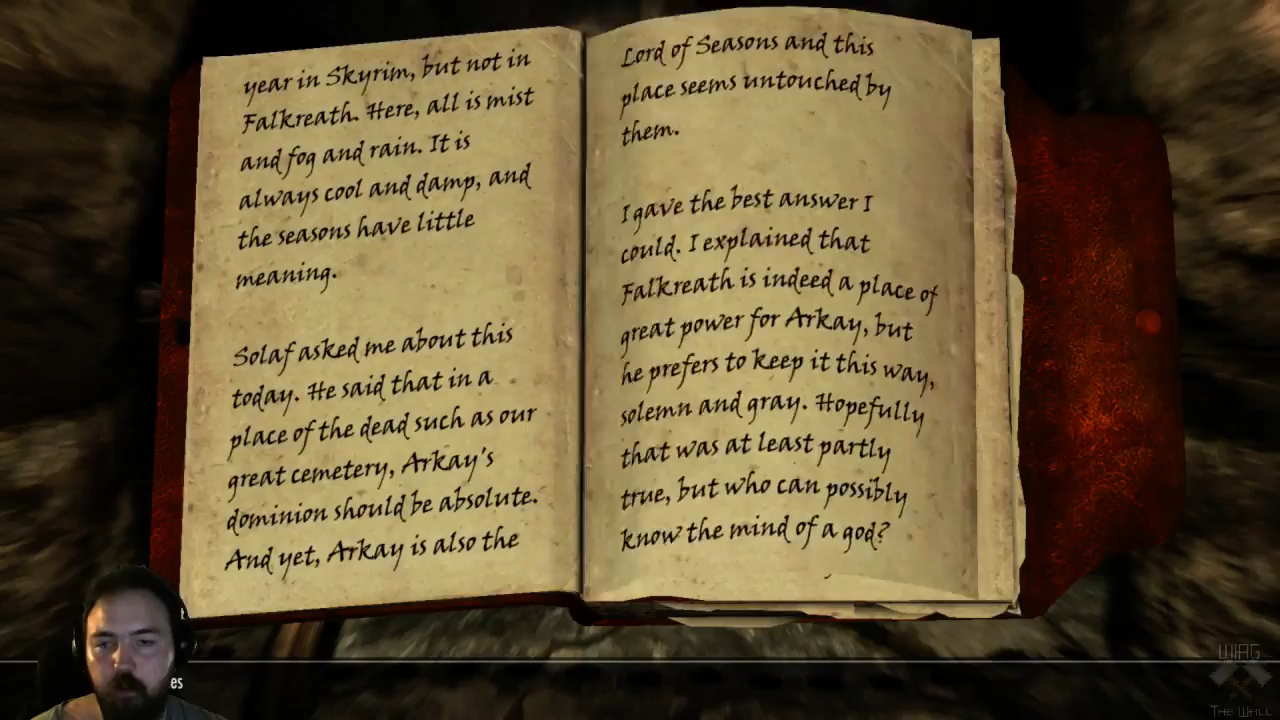 year in Skyrim, but not in
Falkreath. Here, all is mist
and fog and rain. It is
always cool and damp, and
the seasons have little
meaning.
Solaf asked me about this
today. He said that in a
place of the dead such as our
great cemetery, Arkay's
dominion should be absolute.
And yet, Arkay is also the
Lord of Seasons and this
place seems untouched by
them.
I gave the best answer I
could. I explained that
Falkreath is indeed a place of
great power for Arkay, but
he prefers to keep it this way,
solemn and gray. Hopefully
that was at least partly
true, but who can possibly
know the mind of a god?
es
WAG
THE WALL